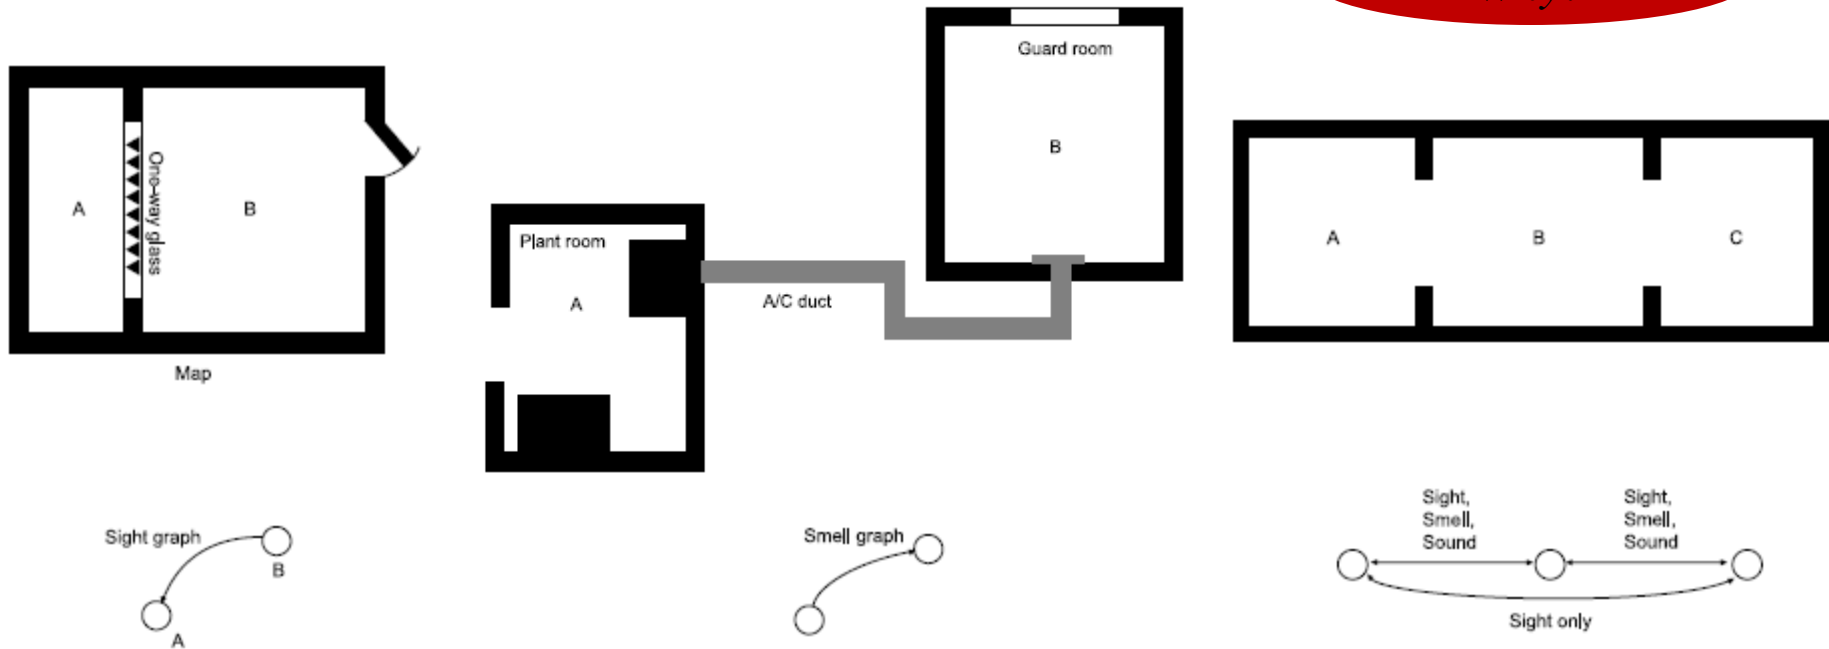 A
One-way glass
B
Map
Plant room
A
A/C duct
Guard room
B
A
B
C
Sight graph
B
A
Smell graph
Sight,
Smell,
Sound
Sight,
Smell,
Sound
Sight only